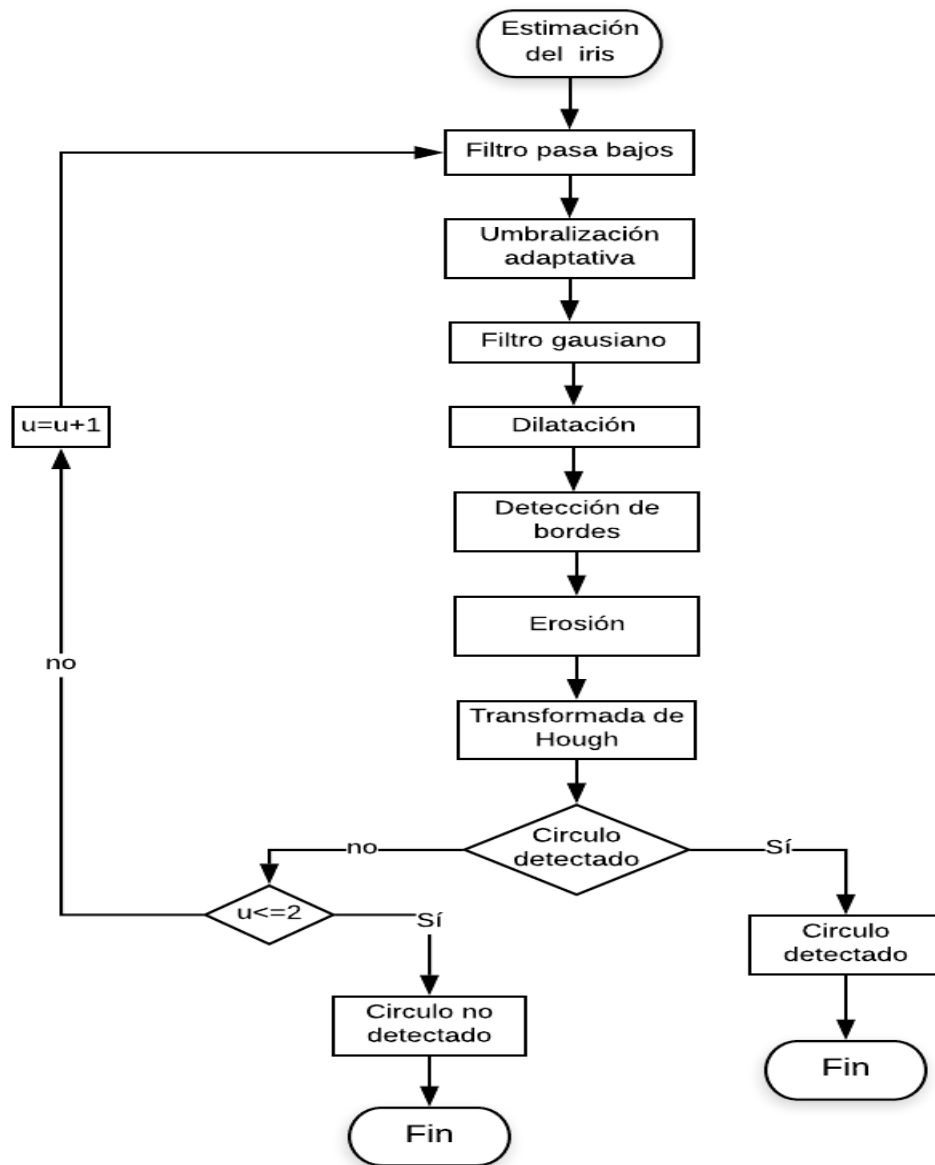 Estimación
del iris
Filtro pasa bajos
Umbralización
adaptativa
Filtro gausiano
u=u+1
Dilatación
Detección de
bordes
Erosión
no
Transformada de
Hough
Circulo
detectado
no
Sí
u<=2
Sí
Circulo
detectado
Circulo no
detectado
Fin
Fin